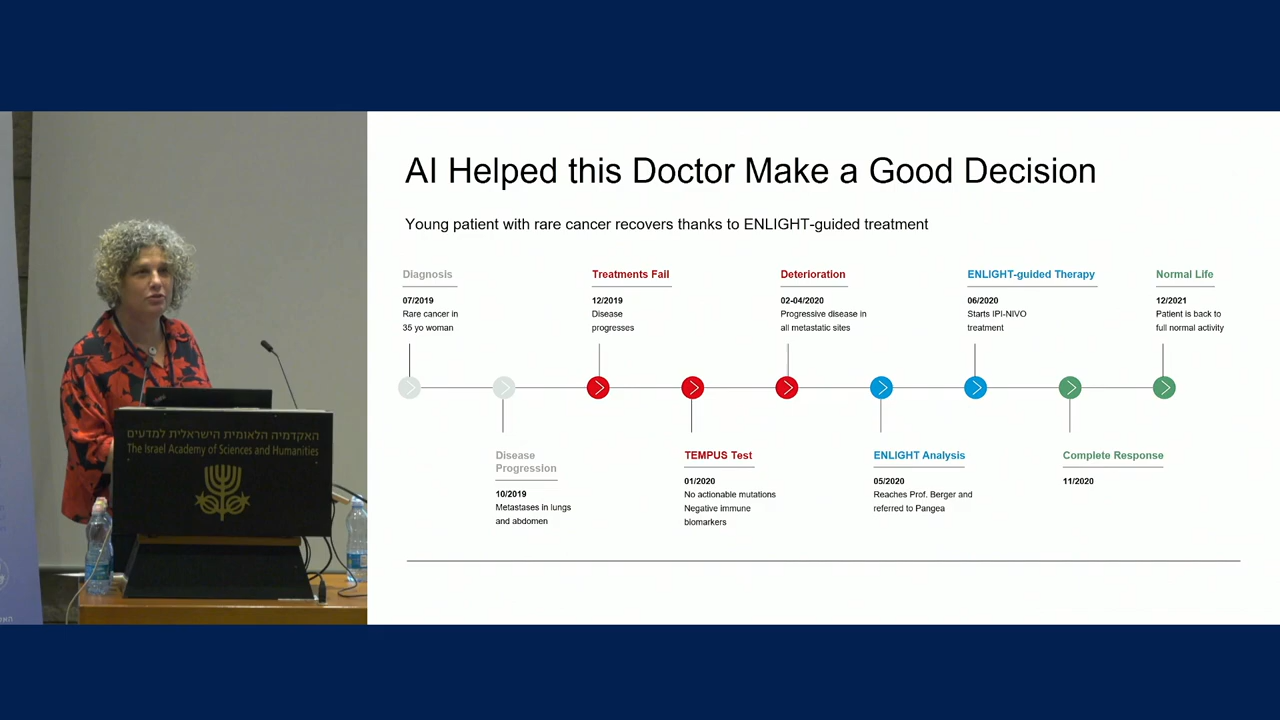 AI Helped this Doctor Make a Good Decision
Young patient with rare cancer recovers thanks to ENLIGHT-guided treatment
Diagnosis
07/2019
Rare cancer in
35 yo woman
Disease
Progression
10/2019
Metastases in lungs
and abdomen
Treatments Fail
12/2019
Disease
progresses
TEMPUS Test
01/2020
No actionable mutations
Negative immune
biomarkers
Deterioration
02-04/2020
Progressive disease in
all metastatic sites
ENLIGHT Analysis
05/2020
Reaches Prof. Berger and
referred to Pangea
ENLIGHT-guided Therapy
06/2020
Starts IPI-NIVO
treatment
Complete Response
11/2020
Normal Life
12/2021
Patient is back to
full normal activity
האקדמיה הלאומית הישראלית למדעים
The Israel Academy of Sciences and Humanities